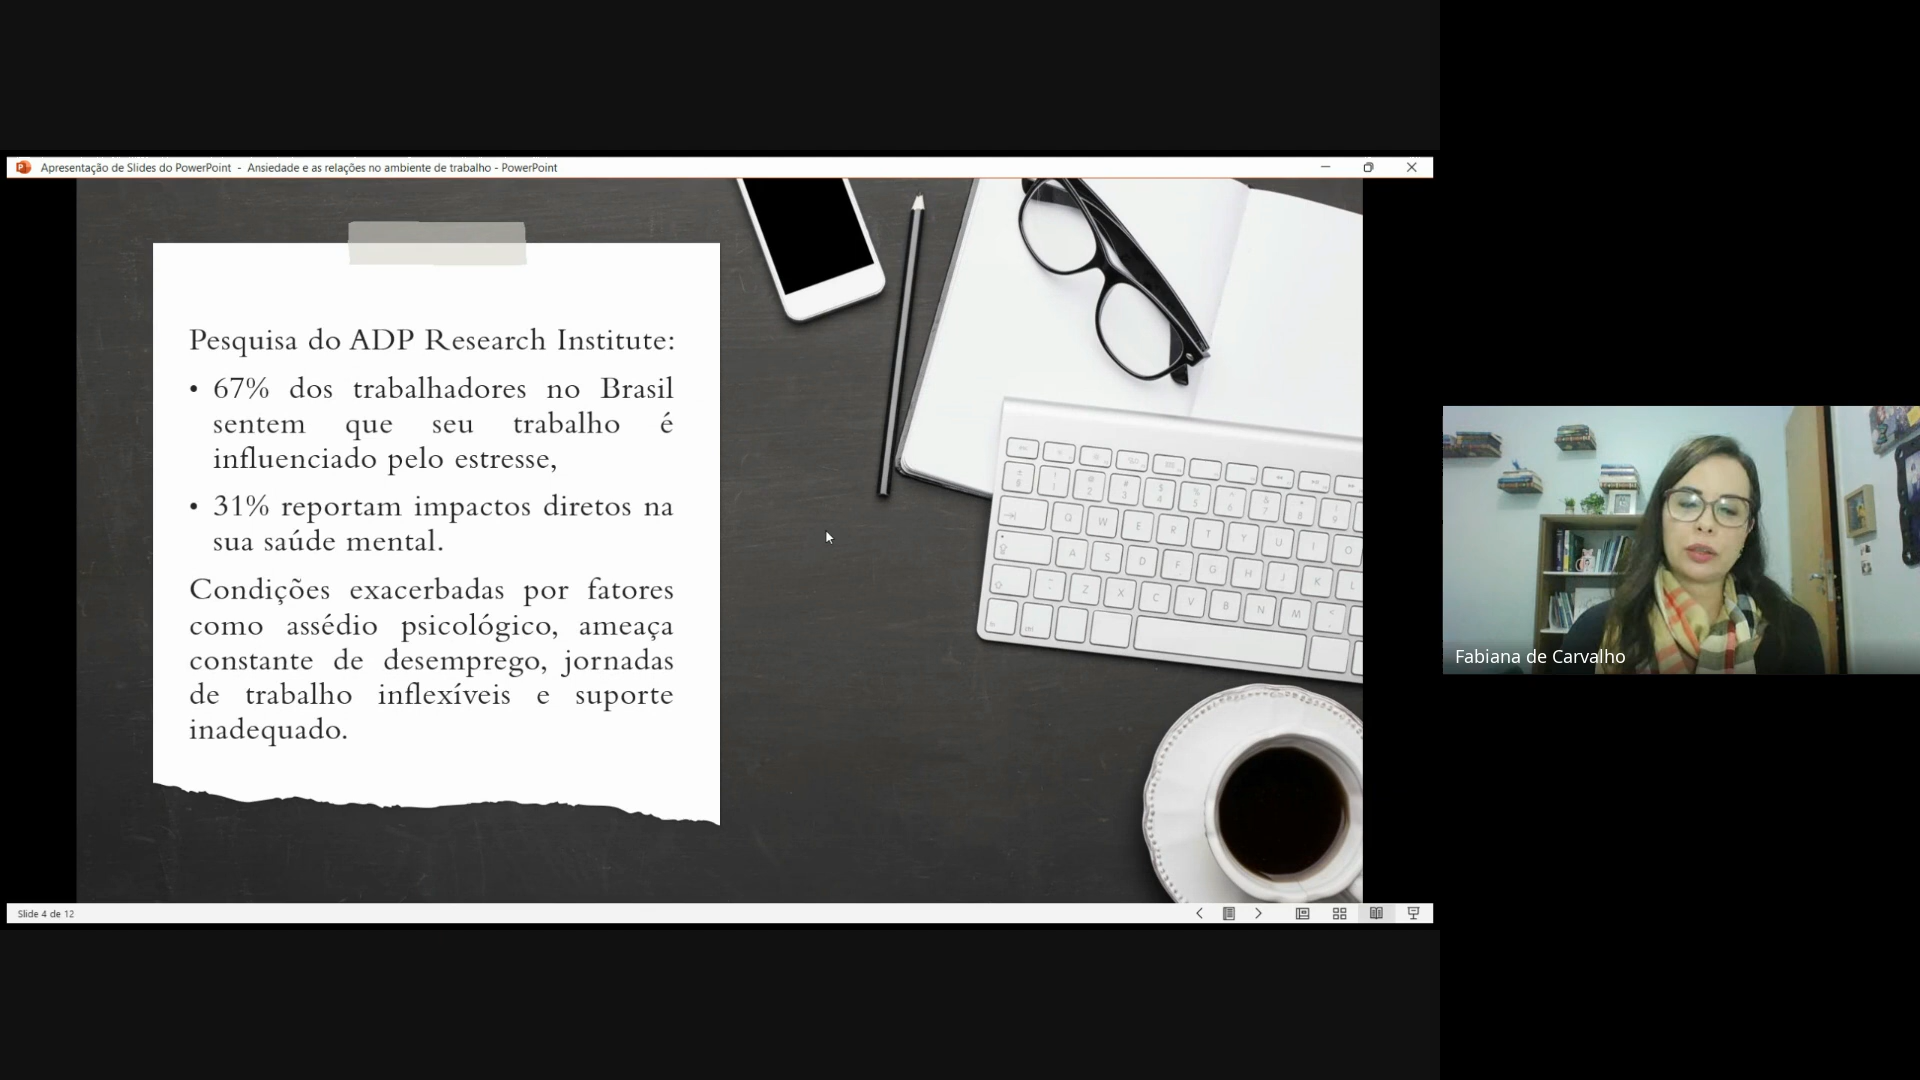 Apresentação de Slides do PowerPoint - Ansiedade e as relações no ambiente de trabalho - PowerPoint
Pesquisa do ADP Research Institute:
• 67% dos trabalhadores no Brasil
sentem que seu trabalho é
influenciado pelo estresse,
• 31% reportam impactos diretos na
sua saúde mental.
Condições exacerbadas por fatores
como assédio psicológico, ameaça
constante de desemprego, jornadas
de trabalho inflexíveis e suporte
inadequado.
Q W E R T Y U I O
A S D F G H J K L
Z X C V B N M
Fabiana de Carvalho
Slide 4 de 12